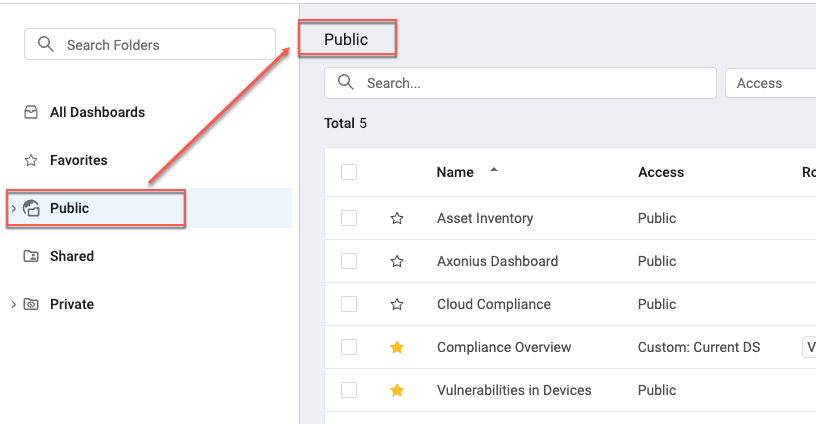 Search Folders
All Dashboards
Favorites
Public
Shared
Private
Public
Search...
Access
Total 5
Name Access Ro
Asset Inventory Public
Axonius Dashboard Public
Cloud Compliance Public
Compliance Overview Custom: Current DS V
Vulnerabilities in Devices Public